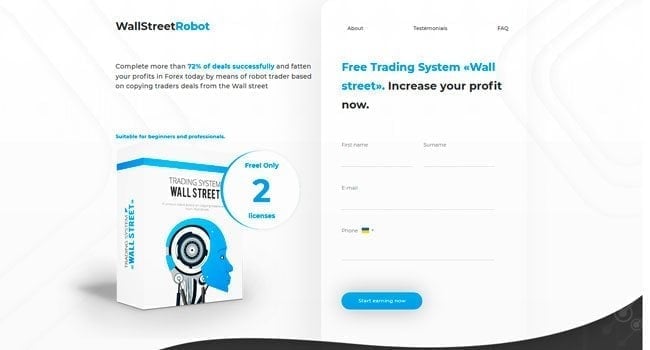 WallStreetRobot
About Testemonials FAQ
Complete more than 72% of deals successfully and fatten
your profits in Forex today by means of robot trader based
on copying traders deals from the Wall street
Suitable for beginners and professionals.
Free! Only
2
licenses
TRADING SYSTEM
WALL STREET
TRADING SYSTEM
«WALL STREET»
Free Trading System «Wall
street». Increase your profit
now.
First name Surname
E-mail
Phone
Start earning now